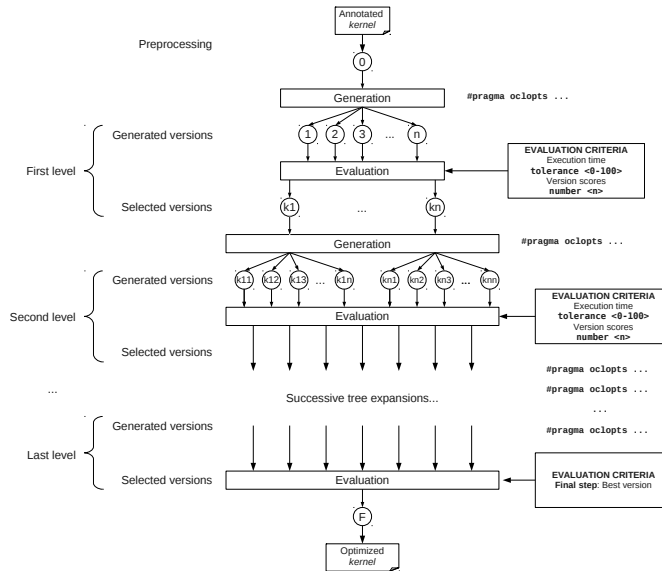 Annotated
kernel
Preprocessing
0
Generation
#pragma oclopts ...
Generated versions
1 2 3 ... n
EVALUATION CRITERIA
Execution time
tolerance <0-100>
Version scores
number <n>
First level
Evaluation
Selected versions
k1 ... kn
Generation
#pragma oclopts ...
Generated versions
k11 k12 k13 ... k1n kn1 kn2 kn3 ... knn
EVALUATION CRITERIA
Execution time
tolerance <0-100>
Version scores
number <n>
Second level
Evaluation
Selected versions
#pragma oclopts ...
#pragma oclopts ...
...
Successive tree expansions...
...
Generated versions
#pragma oclopts ...
Last level
Selected versions
Evaluation
EVALUATION CRITERIA
Final step: Best version
F
Optimized
kernel